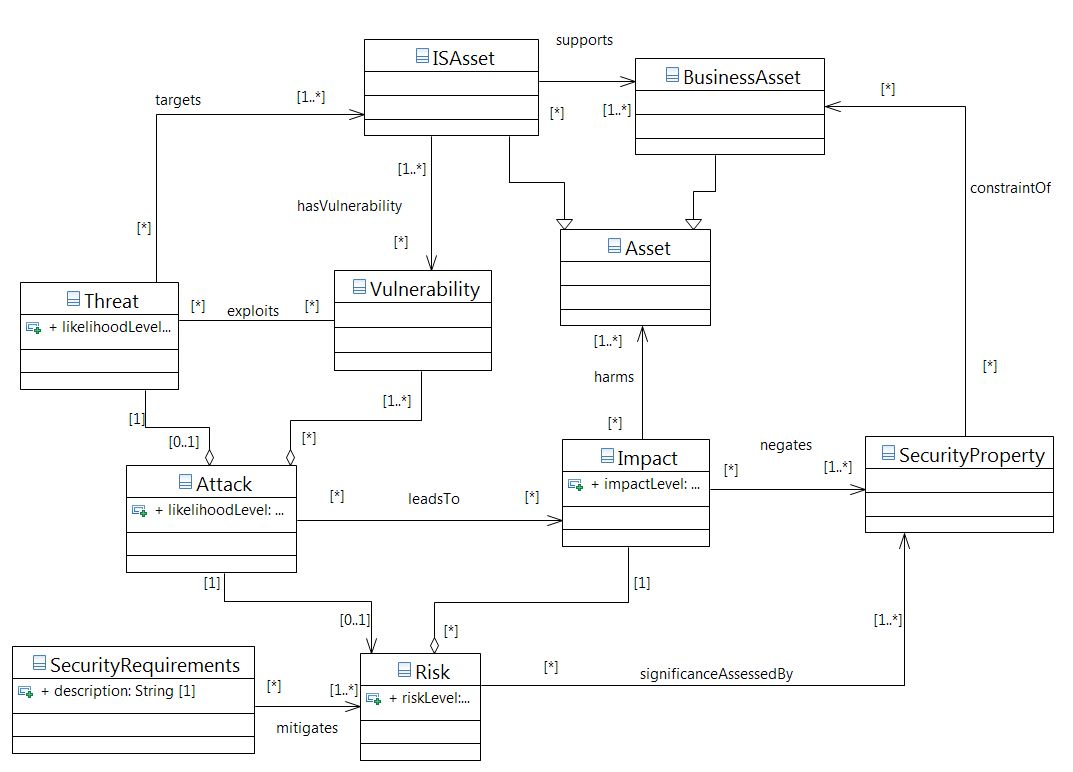 supports
ISAsset
BusinessAsset
targets
[1..*]
[*]
[1..*]
[*]
[1..*]
constraintOf
hasVulnerability
[*]
[*]
Asset
Threat
+ likelihoodLevel...
[*]
exploits
[*]
Vulnerability
[1..*]
harms
[*]
[1..*]
[1]
[0..1]
[*]
[*]
negates
[*]
[1..*]
SecurityProperty
Attack
+ likelihoodLevel: ...
[*]
leadsTo
[*]
Impact
+ impactLevel: ...
[1]
[1]
[0..1]
[*]
[1..*]
SecurityRequirements
+ description: String [1]
[*]
[1..*]
mitigates
Risk
+ riskLevel:...
[*]
significanceAssessedBy